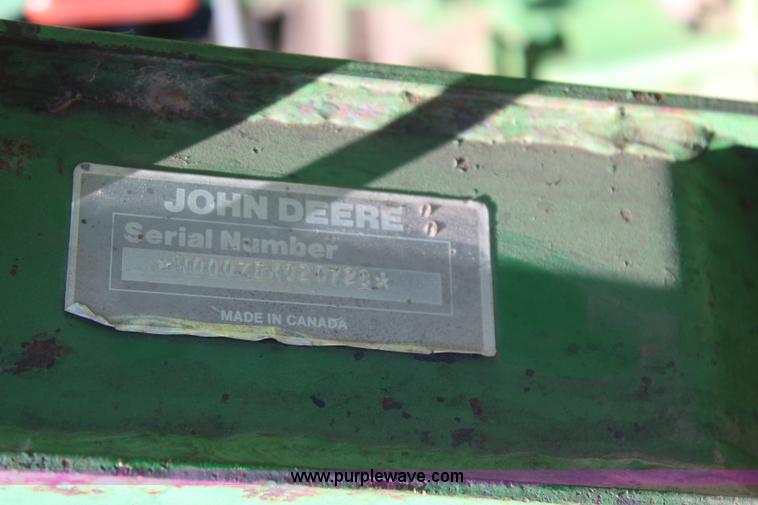 JOHN DEERE
Serial Number
MADE IN CANADA
www.purplewave.com